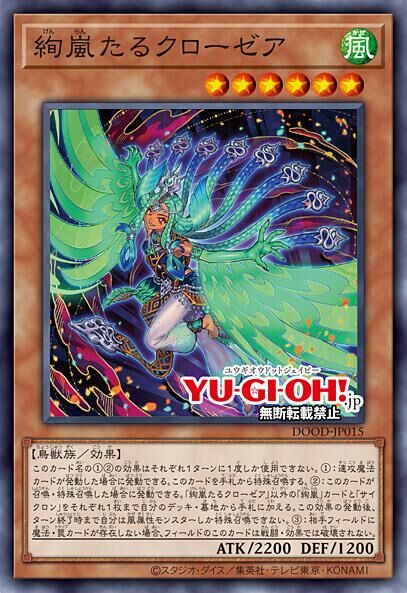 絢嵐たるクローゼア
風
ユウギオウドットジェイピー
YU-GI-OH!.jp
無断転載禁止
DOOD-JP015
【鳥獣族／効果】
このカード名の①②の効果はそれぞれ1ターンに1度しか使用できない。①：速攻魔法
カードが発動した場合に発動できる。このカードを手札から特殊召喚する。②：このカード
が召喚・特殊召喚した場合に発動できる。「絢嵐たるクローゼア」以外の「絢嵐」カードと「サイ
クロン」をそれぞれ1枚まで自分のデッキ・墓地から手札に加える。この効果の発動後、
ターン終了時まで自分は風属性モンスターしか特殊召喚できない。③：相手フィールドに
魔法・罠カードが存在しない場合、フィールドのこのカードは戦闘・効果では破壊されない。
ATK/2200 DEF/1200
©スタジオ・ダイス／集英社・テレビ東京・KONAMI